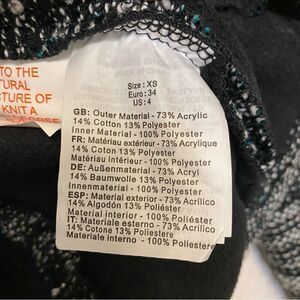 TO THE
TURAL
CTURE OF
KNIT A
Size : XS
Euro : 34
US : 4
GB: Outer Material - 73% Acrylic
14% Cotton 13% Polyester
Inner Material - 100% Polyester
FR: Matériau extérieur - 73% Acrylique
14% Coton 13% Polyester
Matériau intérieur - 100% Polyester
DE: Außenmaterial - 73% Acryl
14% Baumwolle 13% Polyester
Innenmaterial - 100% Polyester
ESP: Material exterior - 73% Acrílico
14% Algodón 13% Poliéster
Material interior - 100% Poliéster
IT: Materiale esterno - 73% Acrilico
14% Cotone 13% Poliestere
Materiale interno - 100% Poliestere